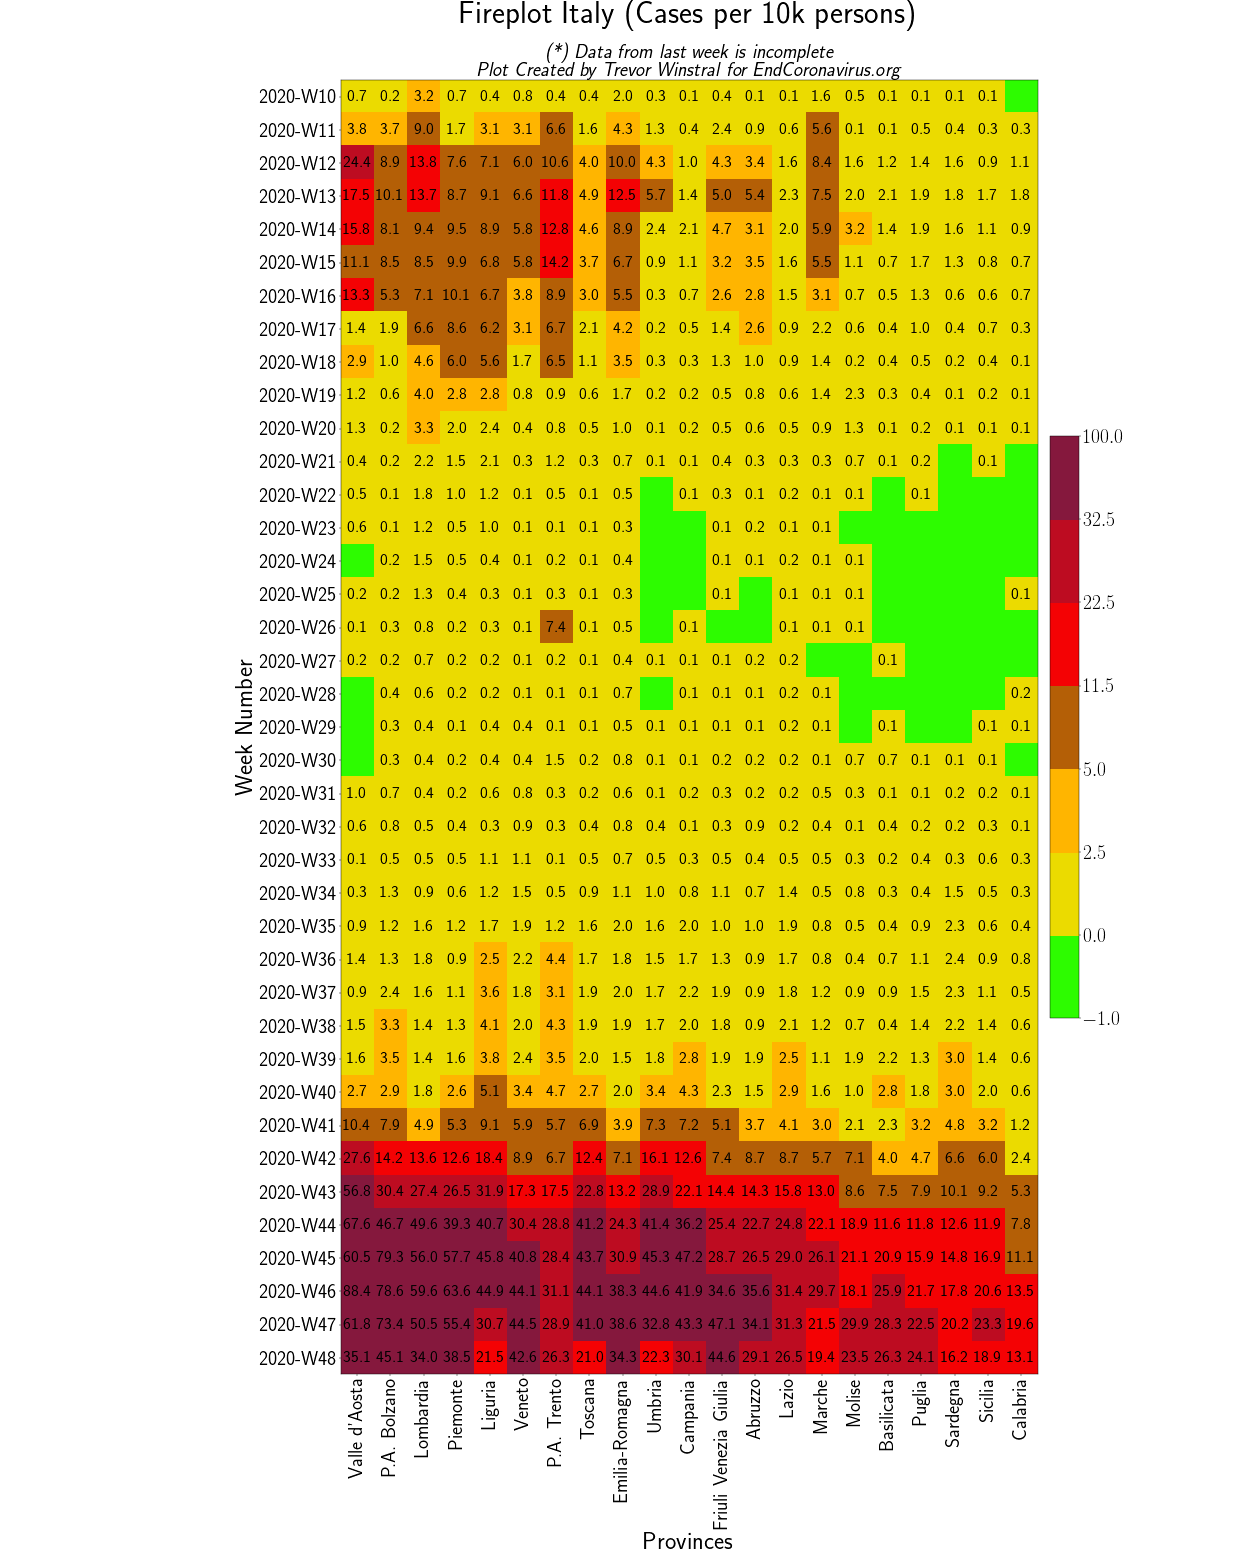 Fireplot Italy (Cases per 10k persons)
(*) Data from last week is incomplete
Plot Created by Trevor Winstral for EndCoronavirus.org
2020-W10 0.7 0.2 3.2 0.7 0.4 0.8 0.4 0.4 2.0 0.3 0.1 0.4 0.1 0.1 1.6 0.5 0.1 0.1 0.1 0.1
2020-W11 3.8 3.7 9.0 1.7 3.1 3.1 6.6 1.6 4.3 1.3 0.4 2.4 0.9 0.6 5.6 0.1 0.1 0.5 0.4 0.3 0.3
2020-W12 24.4 8.9 13.8 7.6 7.1 6.0 10.6 4.0 10.0 4.3 1.0 4.3 3.4 1.6 8.4 1.6 1.2 1.4 1.6 0.9 1.1
2020-W13 17.5 10.1 13.7 8.7 9.1 6.6 11.8 4.9 12.5 5.7 1.4 5.0 5.4 2.3 7.5 2.0 2.1 1.9 1.8 1.7 1.8
2020-W14 15.8 8.1 9.4 9.5 8.9 5.8 12.8 4.6 8.9 2.4 2.1 4.7 3.1 2.0 5.9 3.2 1.4 1.9 1.6 1.1 0.9
2020-W15 11.1 8.5 8.5 9.9 6.8 5.8 14.2 3.7 6.7 0.9 1.1 3.2 3.5 1.6 5.5 1.1 0.7 1.7 1.3 0.8 0.7
2020-W16 13.3 5.3 7.1 10.1 6.7 3.8 8.9 3.0 5.5 0.3 0.7 2.6 2.8 1.5 3.1 0.7 0.5 1.3 0.6 0.6 0.7
2020-W17 1.4 1.9 6.6 8.6 6.2 3.1 6.7 2.1 4.2 0.2 0.5 1.4 2.6 0.9 2.2 0.6 0.4 1.0 0.4 0.7 0.3
2020-W18 2.9 1.0 4.6 6.0 5.6 1.7 6.5 1.1 3.5 0.3 0.3 1.3 1.0 0.9 1.4 0.2 0.4 0.5 0.2 0.4 0.1
2020-W19 1.2 0.6 4.0 2.8 2.8 0.8 0.9 0.6 1.7 0.2 0.2 0.5 0.8 0.6 1.4 2.3 0.3 0.4 0.1 0.2 0.1
2020-W20 1.3 0.2 3.3 2.0 2.4 0.4 0.8 0.5 1.0 0.1 0.2 0.5 0.6 0.5 0.9 1.3 0.1 0.2 0.1 0.1 0.1
2020-W21 0.4 0.2 2.2 1.5 2.1 0.3 1.2 0.3 0.7 0.1 0.1 0.4 0.3 0.3 0.3 0.7 0.1 0.2 0.1
2020-W22 0.5 0.1 1.8 1.0 1.2 0.1 0.5 0.1 0.5 0.1 0.3 0.1 0.2 0.1 0.1 0.1
2020-W23 0.6 0.1 1.2 0.5 1.0 0.1 0.1 0.1 0.3 0.1 0.2 0.1 0.1
2020-W24 0.2 1.5 0.5 0.4 0.1 0.2 0.1 0.4 0.1 0.1 0.2 0.1 0.1
2020-W25 0.2 0.2 1.3 0.4 0.3 0.1 0.3 0.1 0.3 0.1 0.1 0.1 0.1 0.1
2020-W26 0.1 0.3 0.8 0.2 0.3 0.1 7.4 0.1 0.5 0.1 0.1 0.1 0.1
2020-W27 0.2 0.2 0.7 0.2 0.2 0.1 0.2 0.1 0.4 0.1 0.1 0.1 0.2 0.2 0.1
2020-W28 0.4 0.6 0.2 0.2 0.1 0.1 0.1 0.7 0.1 0.1 0.1 0.2 0.1 0.2
2020-W29 0.3 0.4 0.1 0.4 0.4 0.1 0.1 0.5 0.1 0.1 0.1 0.1 0.2 0.1 0.1 0.1 0.1
2020-W30 0.3 0.4 0.2 0.4 0.4 1.5 0.2 0.8 0.1 0.1 0.2 0.2 0.2 0.1 0.7 0.7 0.1 0.1 0.1
2020-W31 1.0 0.7 0.4 0.2 0.6 0.8 0.3 0.2 0.6 0.1 0.2 0.3 0.2 0.2 0.5 0.3 0.1 0.1 0.2 0.2 0.1
2020-W32 0.6 0.8 0.5 0.4 0.3 0.9 0.3 0.4 0.8 0.4 0.1 0.3 0.9 0.2 0.4 0.1 0.4 0.2 0.2 0.3 0.1
2020-W33 0.1 0.5 0.5 0.5 1.1 1.1 0.1 0.5 0.7 0.5 0.3 0.5 0.4 0.5 0.5 0.3 0.2 0.4 0.3 0.6 0.3
2020-W34 0.3 1.3 0.9 0.6 1.2 1.5 0.5 0.9 1.1 1.0 0.8 1.1 0.7 1.4 0.5 0.8 0.3 0.4 1.5 0.5 0.3
2020-W35 0.9 1.2 1.6 1.2 1.7 1.9 1.2 1.6 2.0 1.6 2.0 1.0 1.0 1.9 0.8 0.5 0.4 0.9 2.3 0.6 0.4
2020-W36 1.4 1.3 1.8 0.9 2.5 2.2 4.4 1.7 1.8 1.5 1.7 1.3 0.9 1.7 0.8 0.4 0.7 1.1 2.4 0.9 0.8
2020-W37 0.9 2.4 1.6 1.1 3.6 1.8 3.1 1.9 2.0 1.7 2.2 1.9 0.9 1.8 1.2 0.9 0.9 1.5 2.3 1.1 0.5
2020-W38 1.5 3.3 1.4 1.3 4.1 2.0 4.3 1.9 1.9 1.7 2.0 1.8 0.9 2.1 1.2 0.7 0.4 1.4 2.2 1.4 0.6
2020-W39 1.6 3.5 1.4 1.6 3.8 2.4 3.5 2.0 1.5 1.8 2.8 1.9 1.9 2.5 1.1 1.9 2.2 1.3 3.0 1.4 0.6
2020-W40 2.7 2.9 1.8 2.6 5.1 3.4 4.7 2.7 2.0 3.4 4.3 2.3 1.5 2.9 1.6 1.0 2.8 1.8 3.0 2.0 0.6
2020-W41 10.4 7.9 4.9 5.3 9.1 5.9 5.7 6.9 3.9 7.3 7.2 5.1 3.7 4.1 3.0 2.1 2.3 3.2 4.8 3.2 1.2
2020-W42 27.6 14.2 13.6 12.6 18.4 8.9 6.7 12.4 7.1 16.1 12.6 7.4 8.7 8.7 5.7 7.1 4.0 4.7 6.6 6.0 2.4
2020-W43 56.8 30.4 27.4 26.5 31.9 17.3 17.5 22.8 13.2 28.9 22.1 14.4 14.3 15.8 13.0 8.6 7.5 7.9 10.1 9.2 5.3
2020-W44 67.6 46.7 49.6 39.3 40.7 30.4 28.8 41.2 24.3 41.4 36.2 25.4 22.7 24.8 22.1 18.9 11.6 11.8 12.6 11.9 7.8
2020-W45 60.5 79.3 56.0 57.7 45.8 40.8 28.4 43.7 30.9 45.3 47.2 28.7 26.5 29.0 26.1 21.1 20.9 15.9 14.8 16.9 11.1
2020-W46 88.4 78.6 59.6 63.6 44.9 44.1 31.1 44.1 38.3 44.6 41.9 34.6 35.6 31.4 29.7 18.1 25.9 21.7 17.8 20.6 13.5
2020-W47 61.8 73.4 50.5 55.4 30.7 44.5 28.9 41.0 38.6 32.8 43.3 47.1 34.1 31.3 21.5 29.9 28.3 22.5 20.2 23.3 19.6
2020-W48 35.1 45.1 34.0 38.5 21.5 42.6 26.3 21.0 34.3 22.3 30.1 44.6 29.1 26.5 19.4 23.5 26.3 24.1 16.2 18.9 13.1
Week Number
Valle d'Aosta
P.A. Bolzano
Lombardia
Piemonte
Liguria
Veneto
P.A. Trento
Toscana
Emilia-Romagna
Umbria
Campania
Friuli Venezia Giulia
Abruzzo
Lazio
Marche
Molise
Basilicata
Puglia
Sardegna
Sicilia
Calabria
Provinces
100.0
32.5
22.5
11.5
5.0
2.5
0.0
−1.0